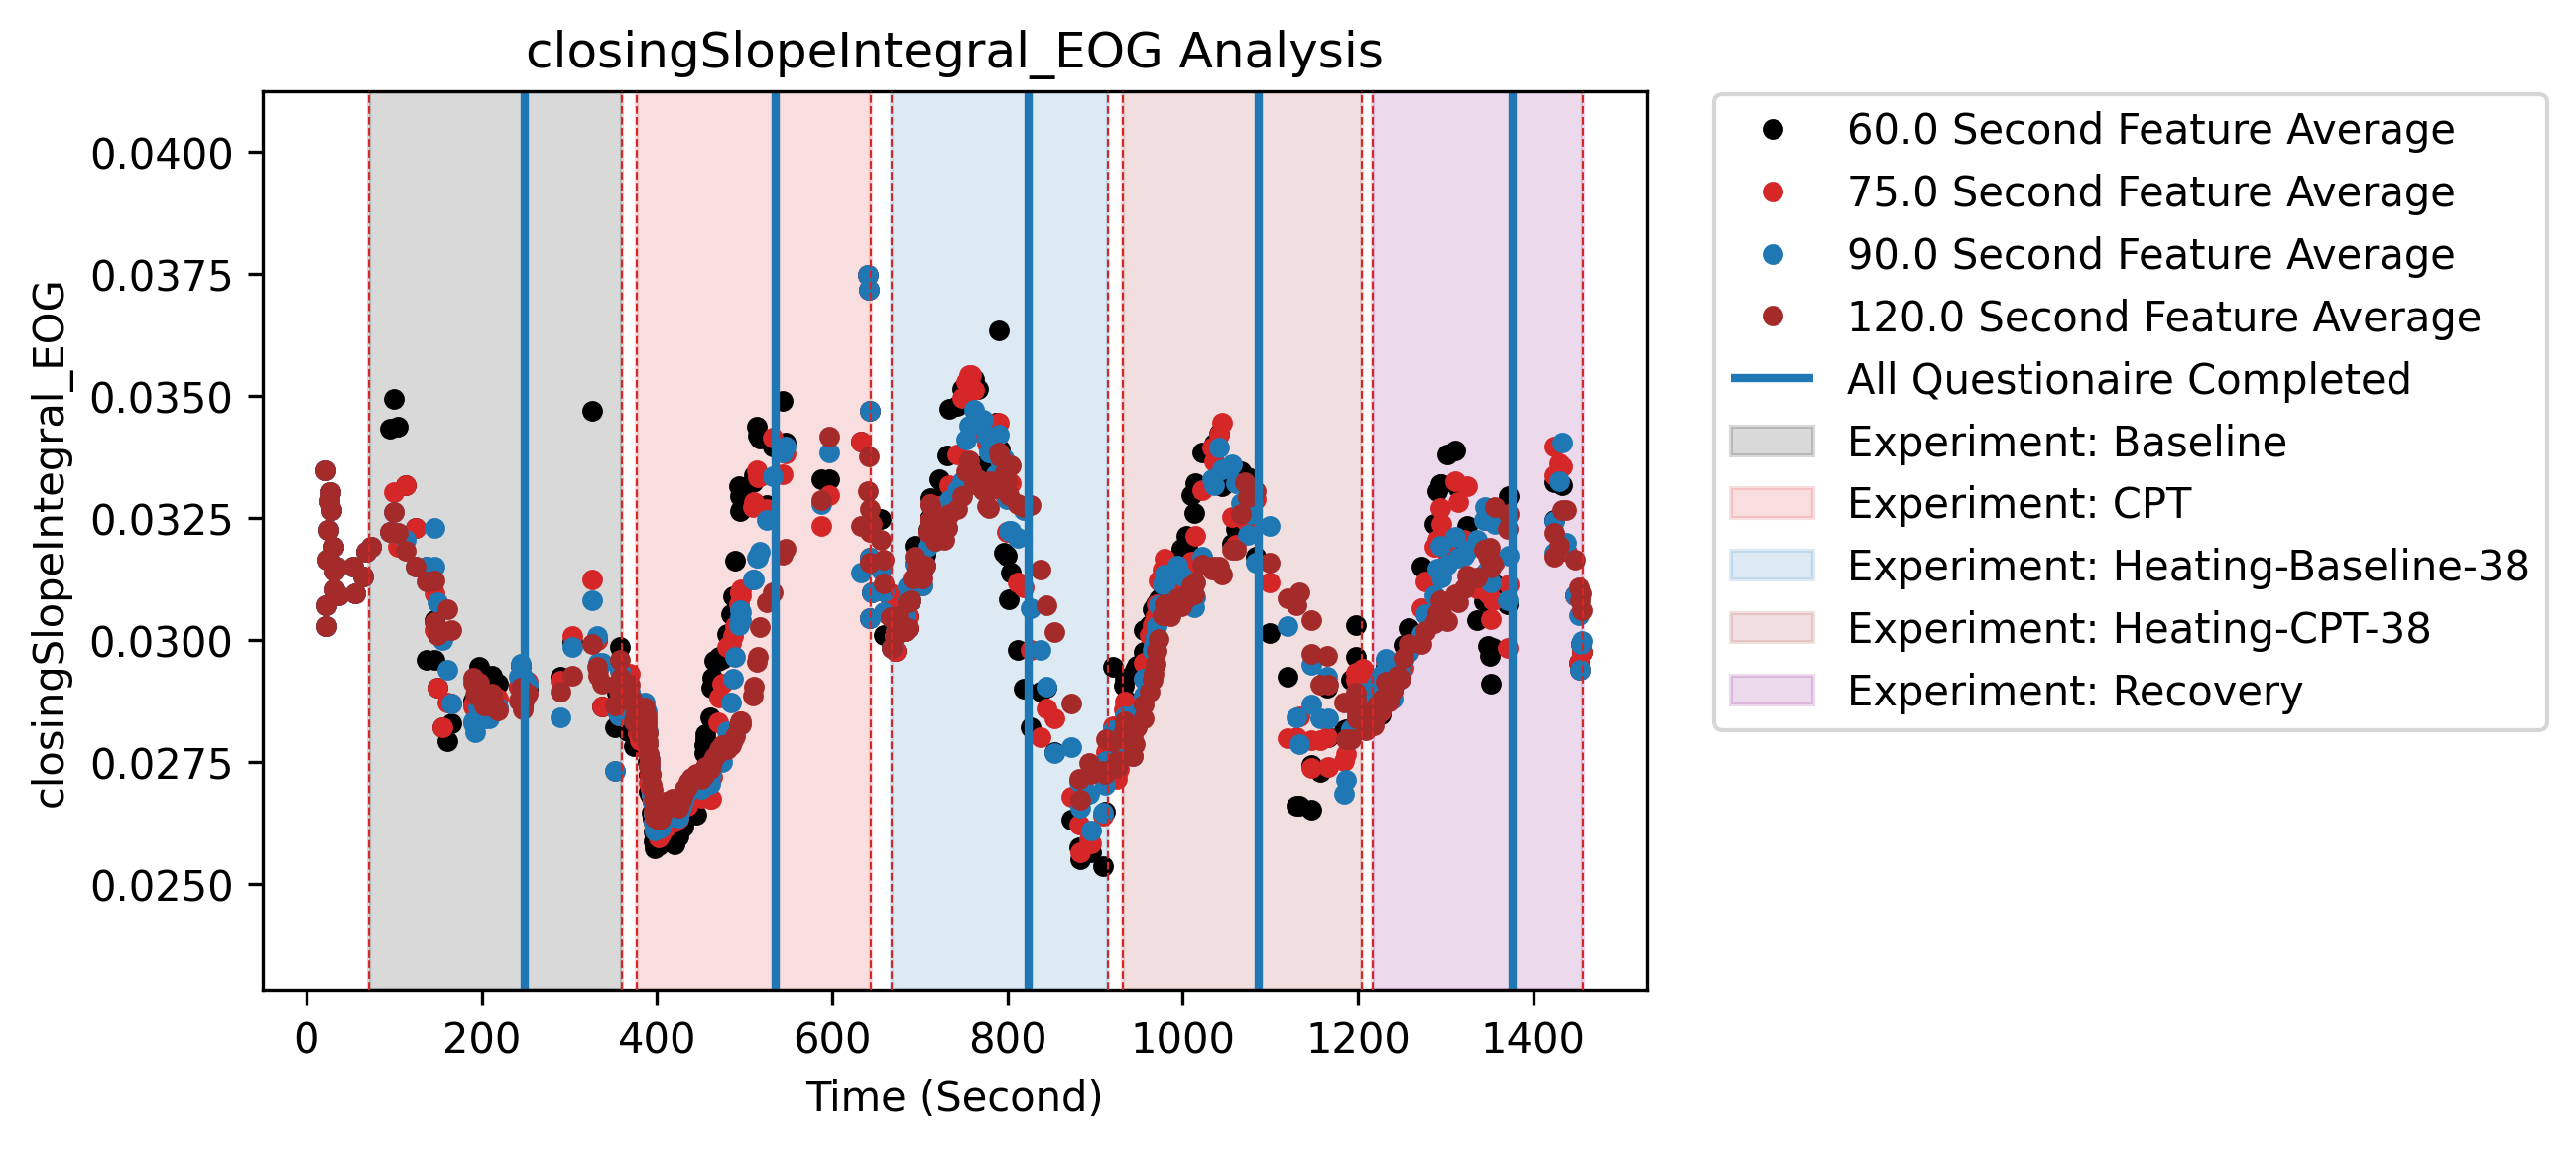 closingSlopeIntegral_EOG Analysis
closingSlopeIntegral_EOG
0.0400
0.0375
0.0350
0.0325
0.0300
0.0275
0.0250
0 200 400 600 800 1000 1200 1400
Time (Second)
60.0 Second Feature Average
75.0 Second Feature Average
90.0 Second Feature Average
120.0 Second Feature Average
All Questionaire Completed
Experiment: Baseline
Experiment: CPT
Experiment: Heating-Baseline-38
Experiment: Heating-CPT-38
Experiment: Recovery